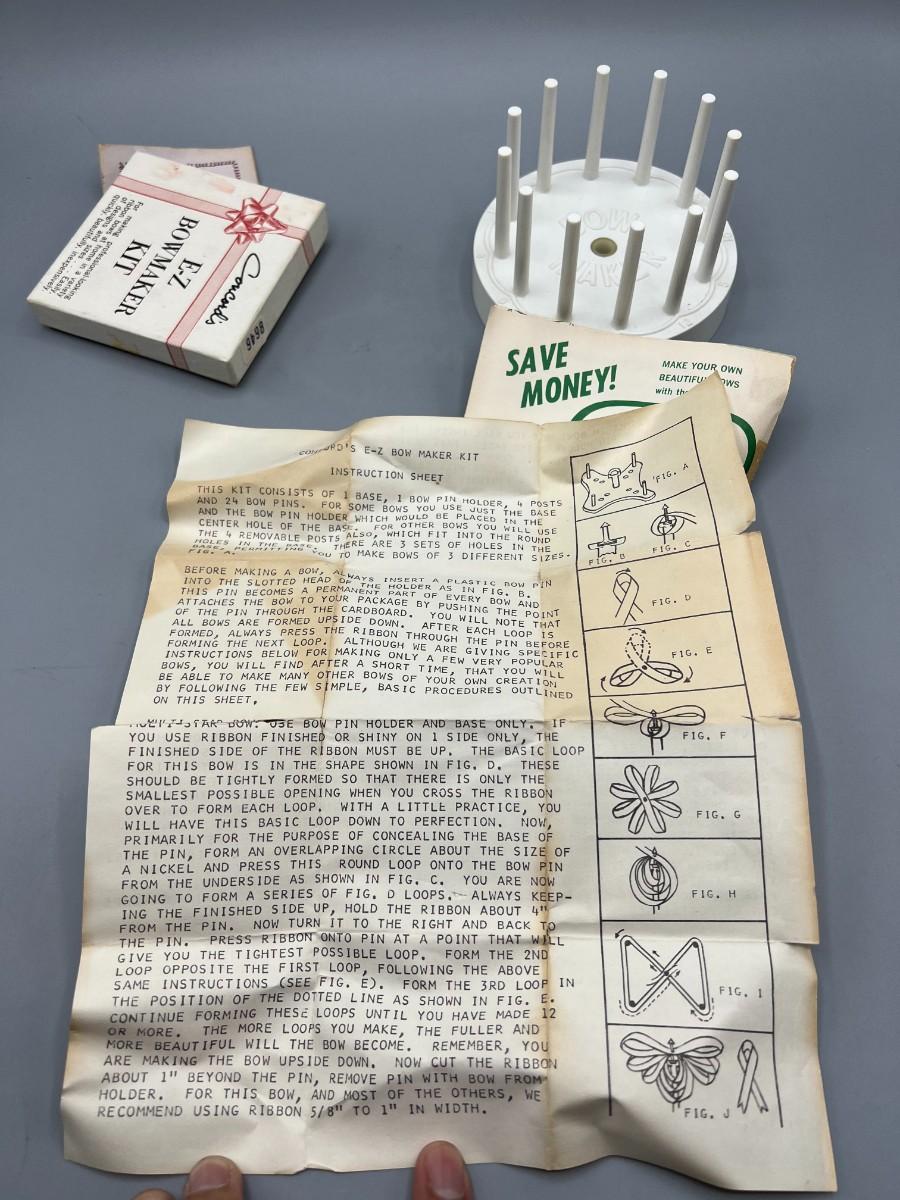 Concord's
E-Z
BOWMAKER
KIT
For making professional looking
ribbon bows at home in a variety
of designs and sizes . . . Easily,
quickly, beautifully, inexpensively.
BOW
MAKER
SAVE
MONEY!
MAKE YOUR OWN
BEAUTIFUL BOWS
with the
CONCORD'S E-Z BOW MAKER KIT
INSTRUCTION SHEET
THIS KIT CONSISTS OF 1 BASE, 1 BOW PIN HOLDER, 4 POSTS
AND 24 BOW PINS. FOR SOME BOWS YOU USE JUST THE BASE
AND THE BOW PIN HOLDER WHICH WOULD BE PLACED IN THE
CENTER HOLE OF THE BASE. FOR OTHER BOWS YOU WILL USE
THE 4 REMOVABLE POSTS ALSO, WHICH FIT INTO THE ROUND
HOLES IN THE BASE. THERE ARE 3 SETS OF HOLES IN THE
BASE, PERMITTING YOU TO MAKE BOWS OF 3 DIFFERENT SIZES.
FIG. A.
BEFORE MAKING A BOW, ALWAYS INSERT A PLASTIC BOW PIN
INTO THE SLOTTED HEAD OF THE HOLDER AS IN FIG. B.
THIS PIN BECOMES A PERMANENT PART OF EVERY BOW AND
ATTACHES THE BOW TO YOUR PACKAGE BY PUSHING THE POINT
OF THE PIN THROUGH THE CARDBOARD. YOU WILL NOTE THAT
ALL BOWS ARE FORMED UPSIDE DOWN. AFTER EACH LOOP IS
FORMED, ALWAYS PRESS THE RIBBON THROUGH THE PIN BEFORE
FORMING THE NEXT LOOP. ALTHOUGH WE ARE GIVING SPECIFIC
INSTRUCTIONS BELOW FOR MAKING ONLY A FEW VERY POPULAR
BOWS, YOU WILL FIND AFTER A SHORT TIME, THAT YOU WILL
BE ABLE TO MAKE MANY OTHER BOWS OF YOUR OWN CREATION
BY FOLLOWING THE FEW SIMPLE, BASIC PROCEDURES OUTLINED
ON THIS SHEET.
BOW: USE BOW PIN HOLDER AND BASE ONLY. IF
YOU USE RIBBON FINISHED OR SHINY ON 1 SIDE ONLY, THE
FINISHED SIDE OF THE RIBBON MUST BE UP. THE BASIC LOOP
FOR THIS BOW IS IN THE SHAPE SHOWN IN FIG. D. THESE
SHOULD BE TIGHTLY FORMED SO THAT THERE IS ONLY THE
SMALLEST POSSIBLE OPENING WHEN YOU CROSS THE RIBBON
OVER TO FORM EACH LOOP. WITH A LITTLE PRACTICE, YOU
WILL HAVE THIS BASIC LOOP DOWN TO PERFECTION. NOW,
PRIMARILY FOR THE PURPOSE OF CONCEALING THE BASE OF
THE PIN, FORM AN OVERLAPPING CIRCLE ABOUT THE SIZE OF
A NICKEL AND PRESS THIS ROUND LOOP ONTO THE BOW PIN
FROM THE UNDERSIDE AS SHOWN IN FIG. C. YOU ARE NOW
GOING TO FORM A SERIES OF FIG. D LOOPS. ALWAYS KEEP-
ING THE FINISHED SIDE UP, HOLD THE RIBBON ABOUT 4"
FROM THE PIN. NOW TURN IT TO THE RIGHT AND BACK TO
THE PIN. PRESS RIBBON ONTO PIN AT A POINT THAT WILL
GIVE YOU THE TIGHTEST POSSIBLE LOOP. FORM THE 2ND
LOOP OPPOSITE THE FIRST LOOP, FOLLOWING THE ABOVE
SAME INSTRUCTIONS (SEE FIG. E). FORM THE 3RD LOOP IN
THE POSITION OF THE DOTTED LINE AS SHOWN IN FIG. E.
CONTINUE FORMING THESE LOOPS UNTIL YOU HAVE MADE 12
OR MORE. THE MORE LOOPS YOU MAKE, THE FULLER AND
MORE BEAUTIFUL WILL THE BOW BECOME. REMEMBER, YOU
ARE MAKING THE BOW UPSIDE DOWN. NOW CUT THE RIBBON
ABOUT 1" BEYOND THE PIN, REMOVE PIN WITH BOW FROM
HOLDER. FOR THIS BOW, AND MOST OF THE OTHERS, WE
RECOMMEND USING RIBBON 5/8" TO 1" IN WIDTH.
FIG. A
FIG. B
FIG. C
FIG. D
FIG. E
FIG. F
FIG. G
FIG. H
FIG. I
FIG. J